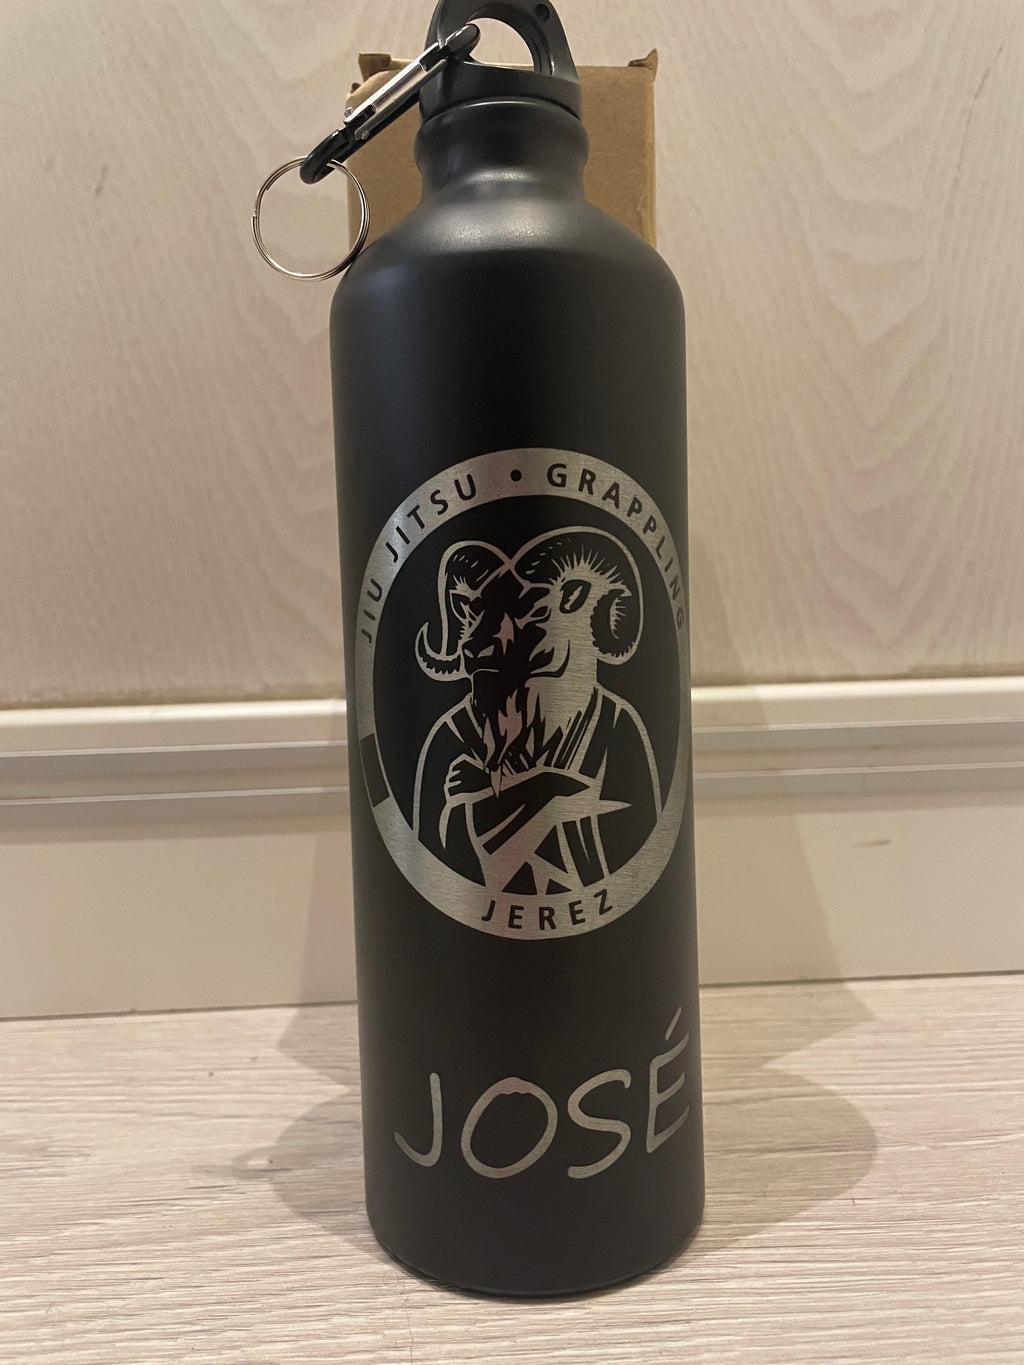 JIU JITSU • GRAPPLING
JEREZ
JOSÉ